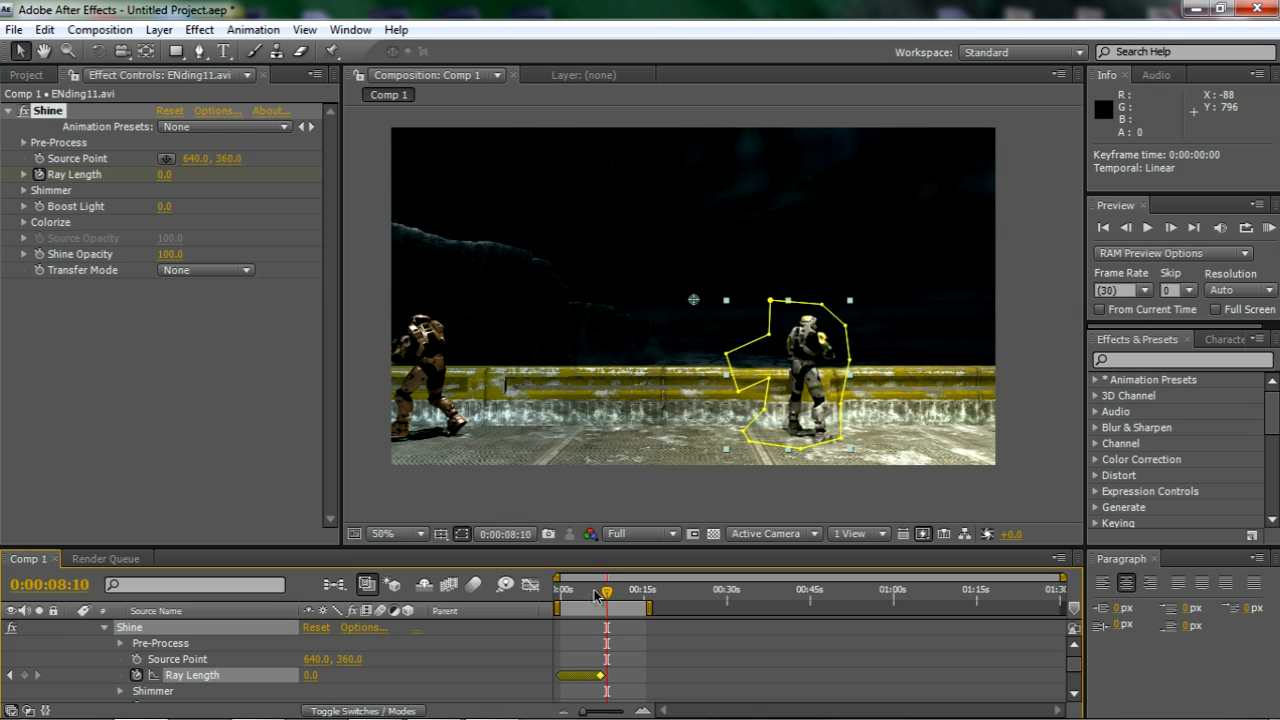 Ae Adobe After Effects - Untitled Project.aep *
File Edit Composition Layer Effect Animation View Window Help
Workspace: Standard Search Help
Project Effect Controls: ENding11.avi Composition: Comp 1 Layer: (none) Info Audio
Comp 1 • ENding11.avi
Comp 1
fx Shine Reset Options... About...
Animation Presets: None
Pre-Process
Source Point 640.0, 360.0
Ray Length 0.0
Shimmer
Boost Light 0.0
Colorize
Source Opacity 100.0
Shine Opacity 100.0
Transfer Mode None
R :
G :
B :
A : 0
X : -88
Y : 796
Keyframe time: 0:00:00:00
Temporal: Linear
Preview
RAM Preview Options
Frame Rate Skip Resolution
(30) 0 Auto
From Current Time Full Screen
Effects & Presets Characte
* Animation Presets
3D Channel
Audio
Blur & Sharpen
Channel
Color Correction
Distort
Expression Controls
Generate
Keying
50% 0:00:08:10 Full Active Camera 1 View +0.0
Comp 1 Render Queue
0:00:08:10
):00s 00:15s 00:30s 00:45s 01:00s 01:15s 01:30
# Source Name Parent
fx Shine Reset Options... ...
Pre-Process
Source Point 640.0, 360.0
Ray Length 0.0
Shimmer
Toggle Switches / Modes
Paragraph
0 px 0 px 0 px
0 px 0 px